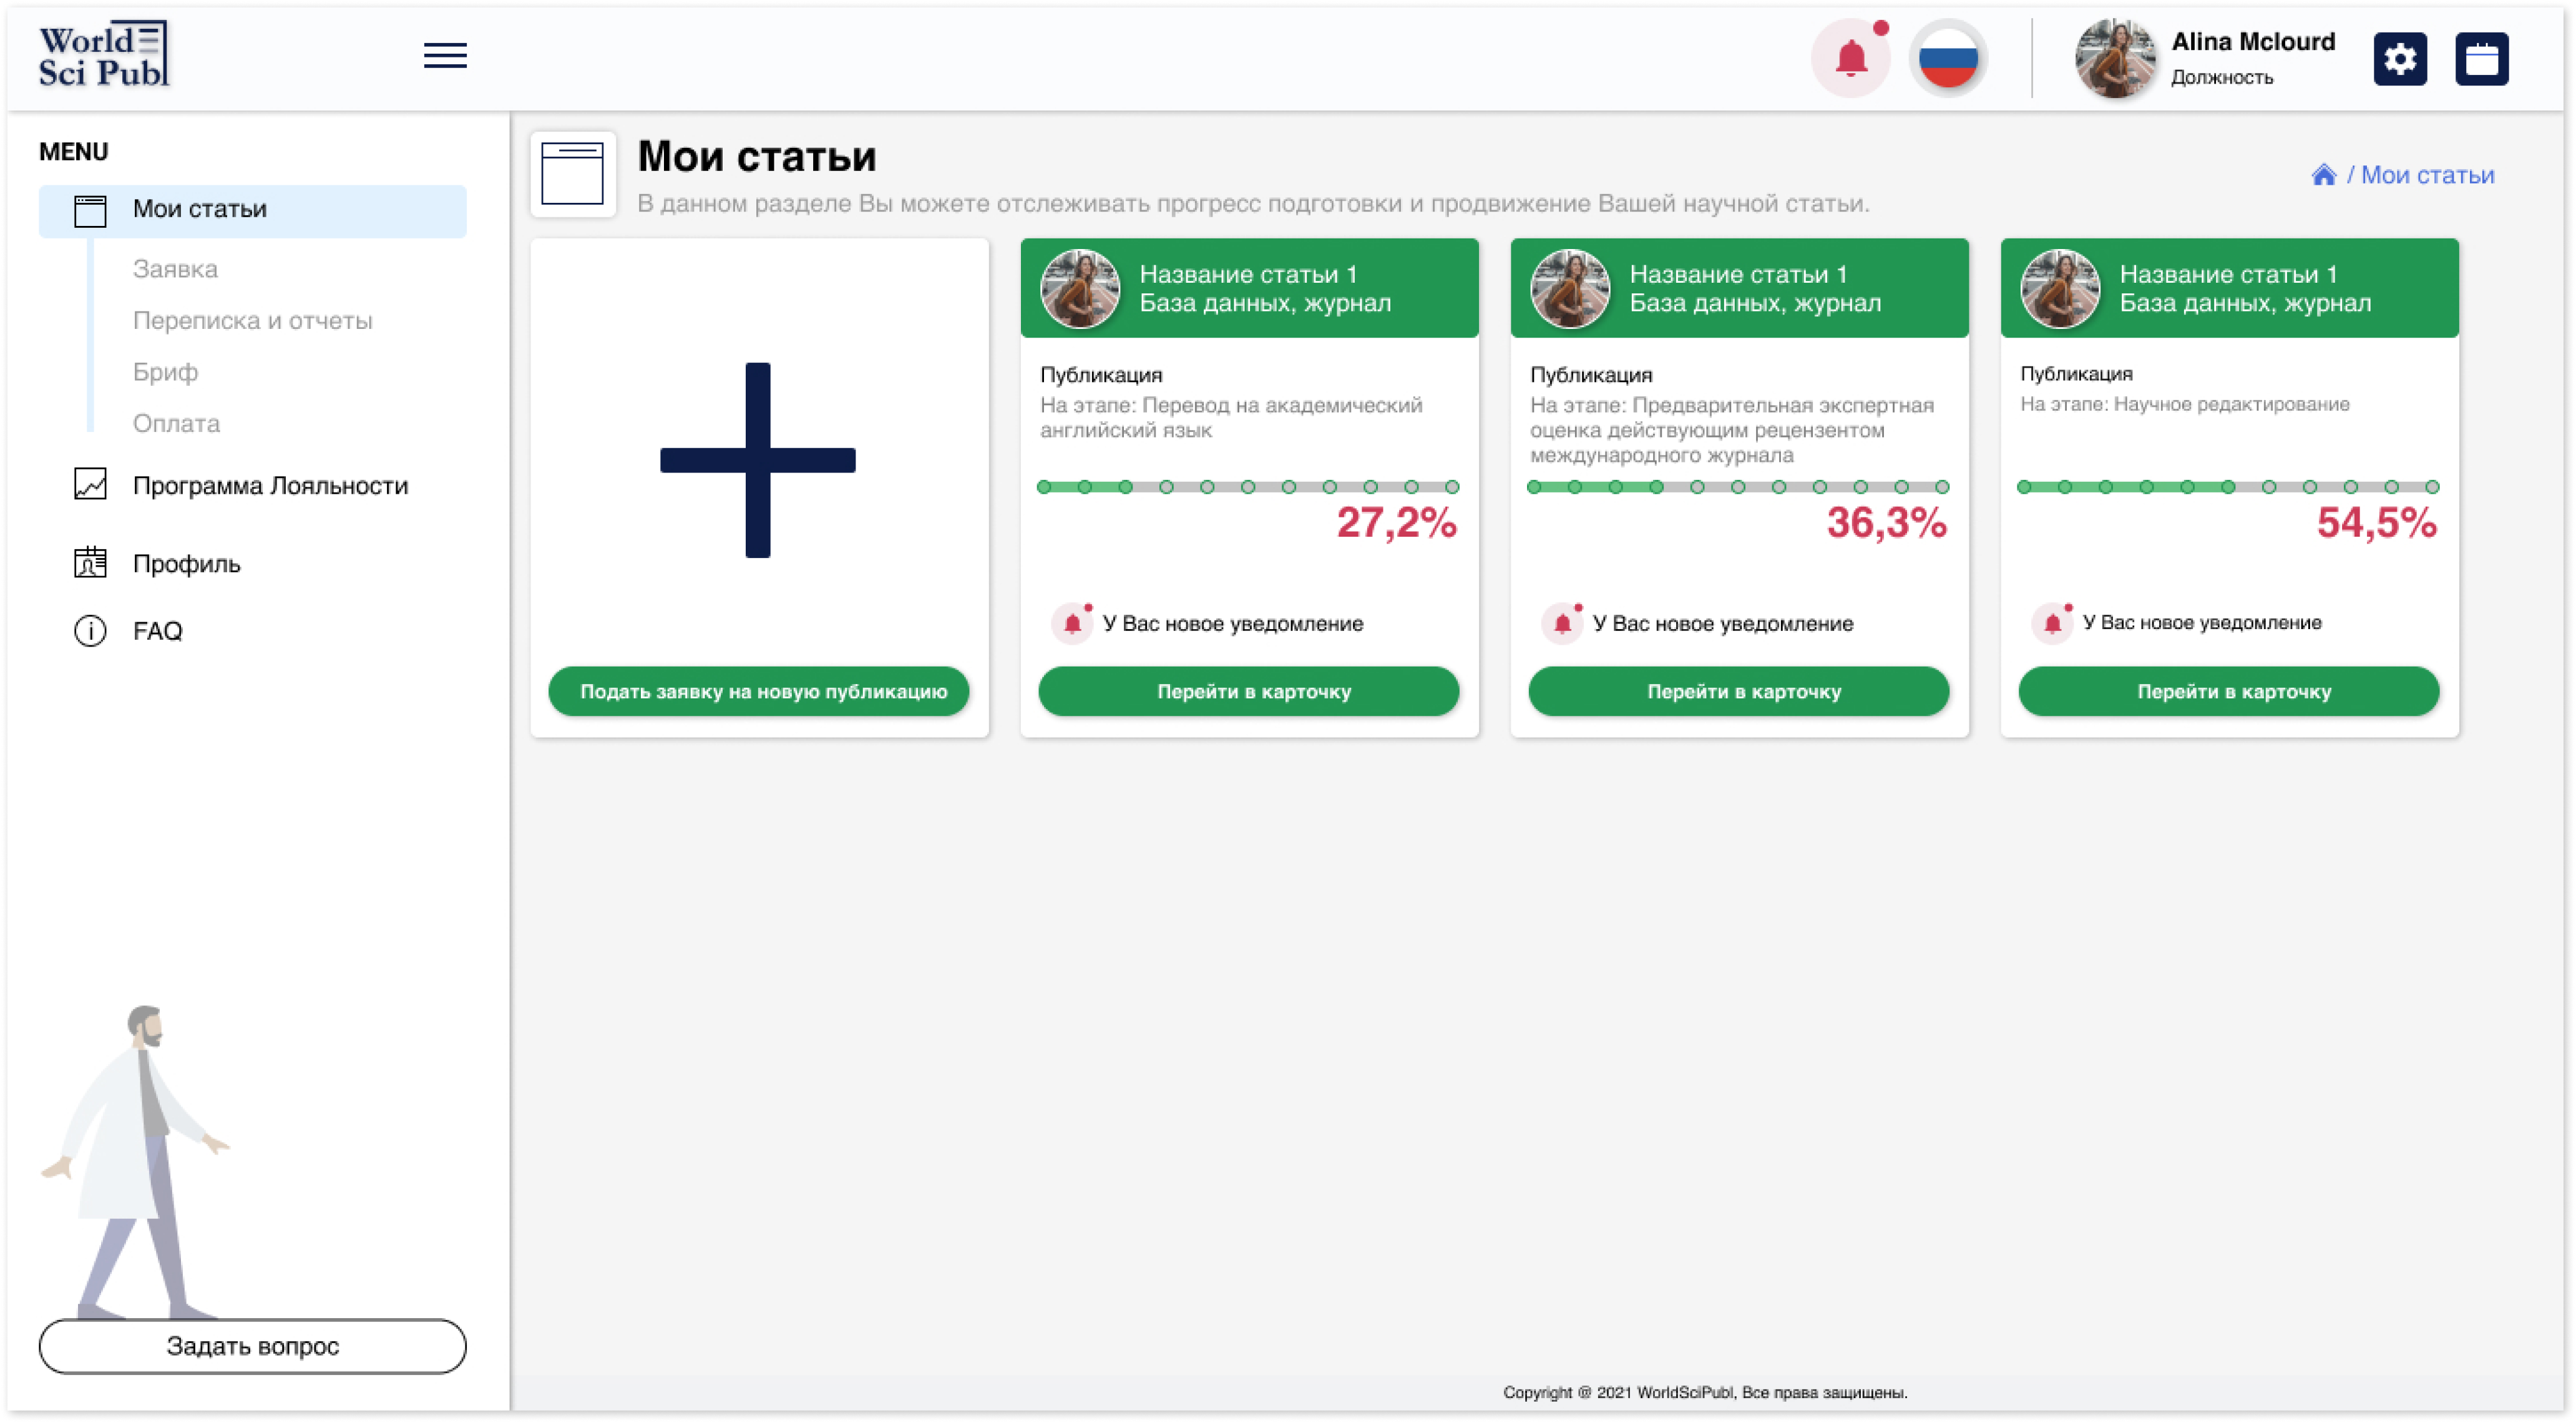 World
Sci Publ
Alina Mclourd
Должность
MENU
Мои статьи
Заявка
Переписка и отчеты
Бриф
Оплата
Программа Лояльности
Профиль
FAQ
Задать вопрос
Мои статьи
В данном разделе Вы можете отслеживать прогресс подготовки и продвижение Вашей научной статьи.
/ Мои статьи
Подать заявку на новую публикацию
Название статьи 1
База данных, журнал
Публикация
На этапе: Перевод на академический
английский язык
27,2%
У Вас новое уведомление
Перейти в карточку
Название статьи 1
База данных, журнал
Публикация
На этапе: Предварительная экспертная
оценка действующим рецензентом
международного журнала
36,3%
У Вас новое уведомление
Перейти в карточку
Название статьи 1
База данных, журнал
Публикация
На этапе: Научное редактирование
54,5%
У Вас новое уведомление
Перейти в карточку
Copyright @ 2021 WorldSciPubl, Все права защищены.